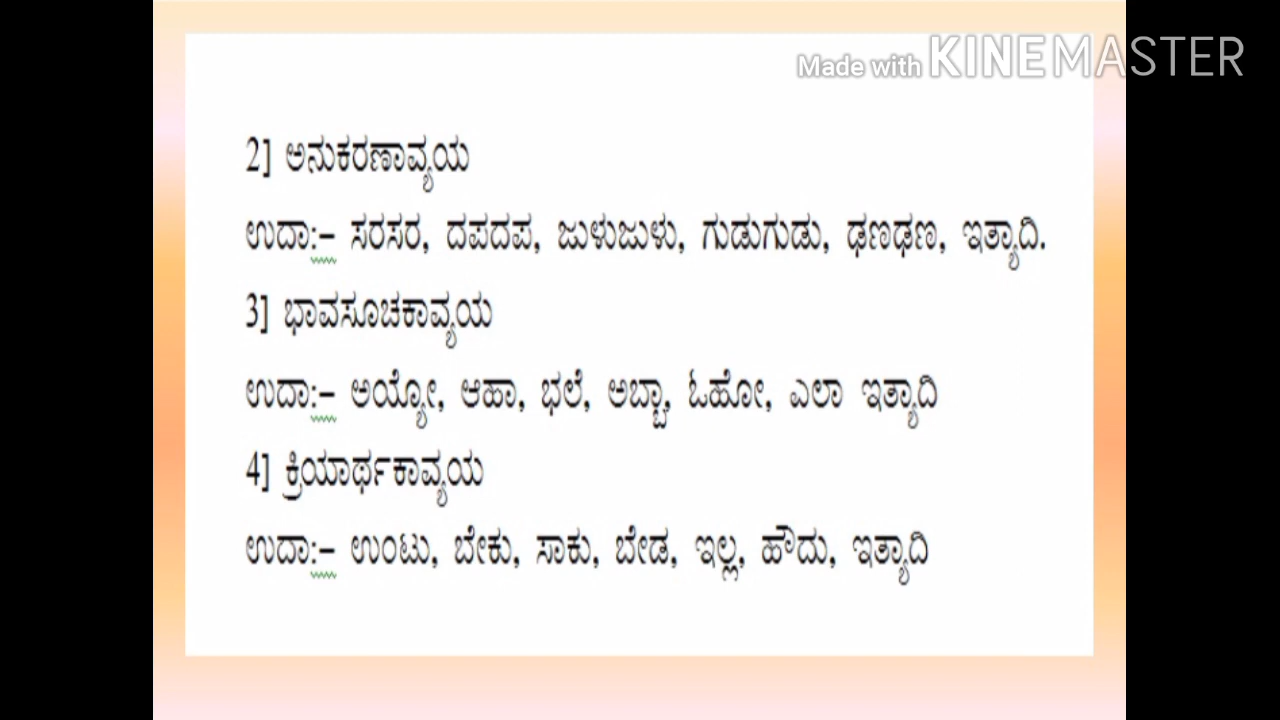 Made with KINEMASTER
2] ಅನುಕರಣಾವ್ಯಯ
ಉದಾ:– ಸರಸರ, ದಪದಪ, ಜುಳುಜುಳು, ಗುಡುಗುಡು, ಢಣಢಣ, ಇತ್ಯಾದಿ.
3] ಭಾವಸೂಚಕಾವ್ಯಯ
ಉದಾ:– ಅಯ್ಯೋ, ಆಹಾ, ಭಲೆ, ಅಬ್ಬಾ, ಓಹೋ, ಎಲಾ ಇತ್ಯಾದಿ
4] ಕ್ರಿಯಾರ್ಥಕಾವ್ಯಯ
ಉದಾ:– ಉಂಟು, ಬೇಕು, ಸಾಕು, ಬೇಡ, ಇಲ್ಲ, ಹೌದು, ಇತ್ಯಾದಿ